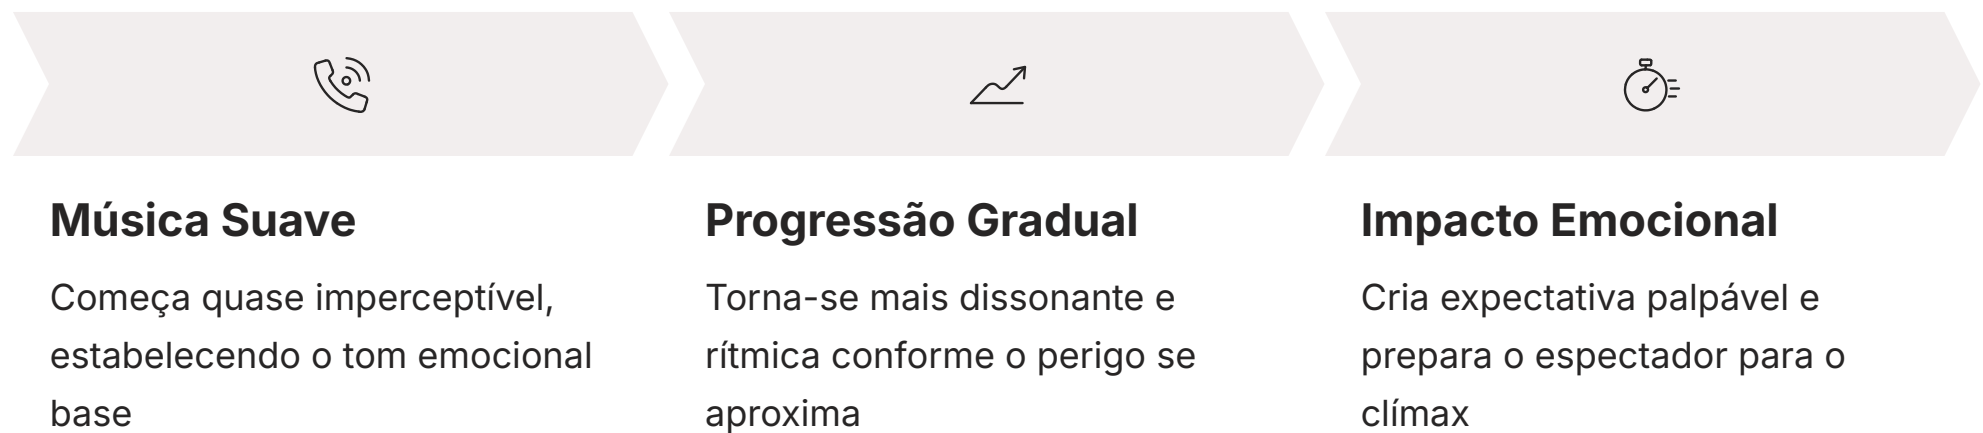 Música Suave
Começa quase imperceptível,
estabelecendo o tom emocional
base
Progressão Gradual
Torna-se mais dissonante e
rítmica conforme o perigo se
aproxima
Impacto Emocional
Cria expectativa palpável e
prepara o espectador para o
clímax